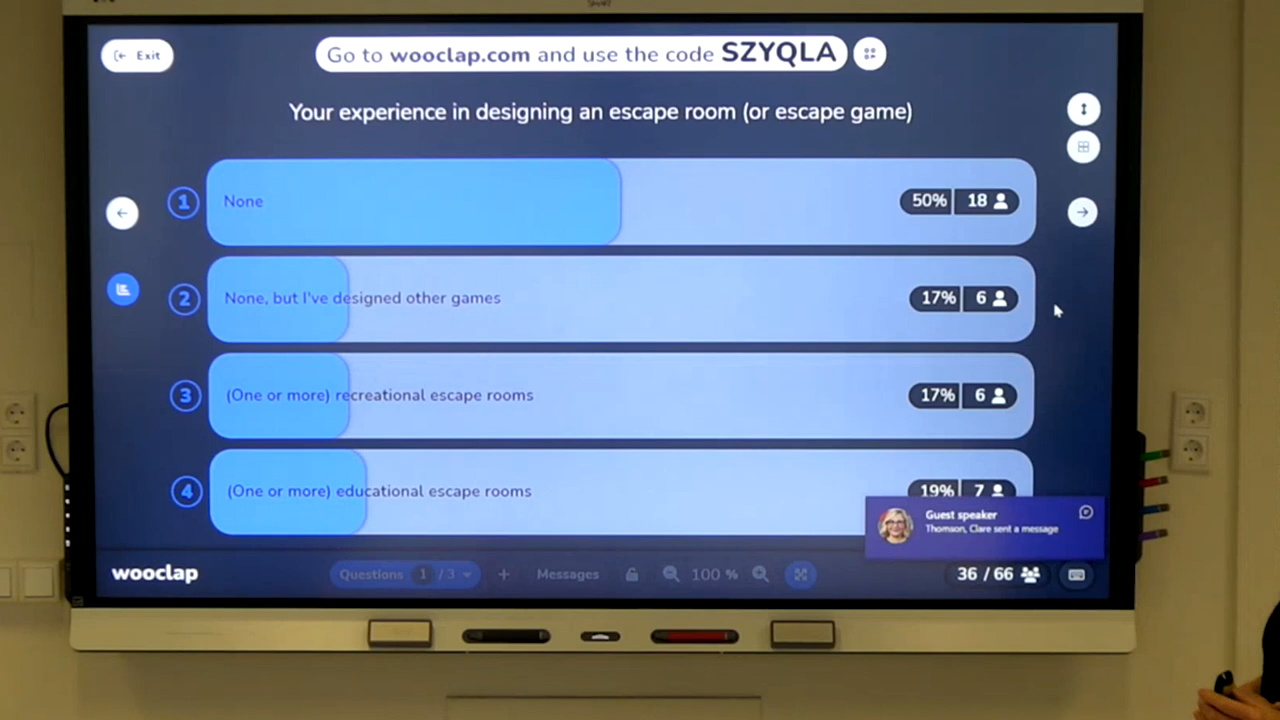 SMART
Exit
Go to wooclap.com and use the code SZYQLA
Your experience in designing an escape room (or escape game)
1 None 50% 18
2 None, but I've designed other games 17% 6
3 (One or more) recreational escape rooms 17% 6
4 (One or more) educational escape rooms 19% 7
Guest speaker
Thomson, Clare sent a message
wooclap Questions 1 / 3 + Messages 100 % 36 / 66